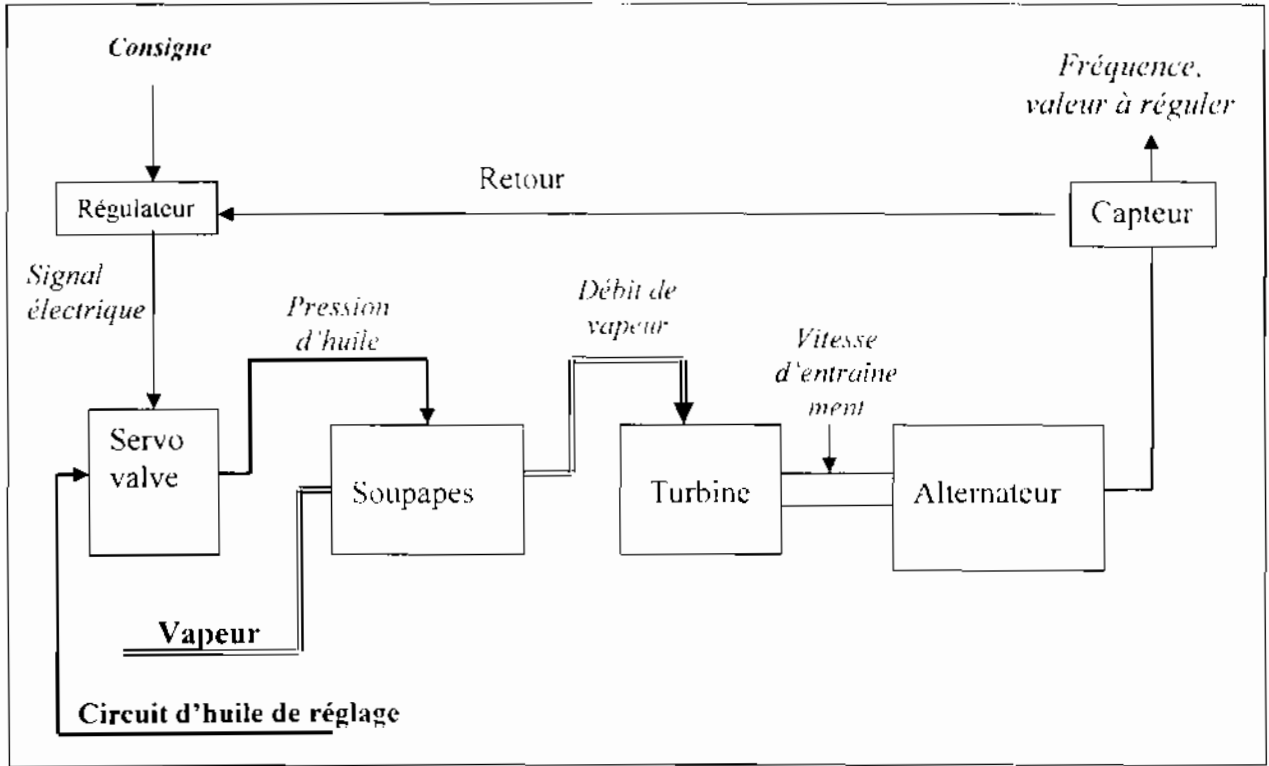 Consigne
Fréquence,
valeur à réguler
Retour
Régulateur
Capteur
Signal
électrique
Pression
d'huile
Débit de
vapeur
Vitesse
d'entraine
ment
Servo
valve
Soupapes
Turbine
Alternateur
Vapeur
Circuit d'huile de réglage